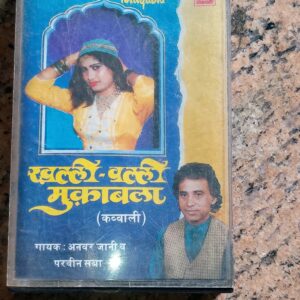 खल्ली-वल्ली
मुक़ाबला
(कव्वाली)
गायक: अनवर जानी व
परवीन सबा